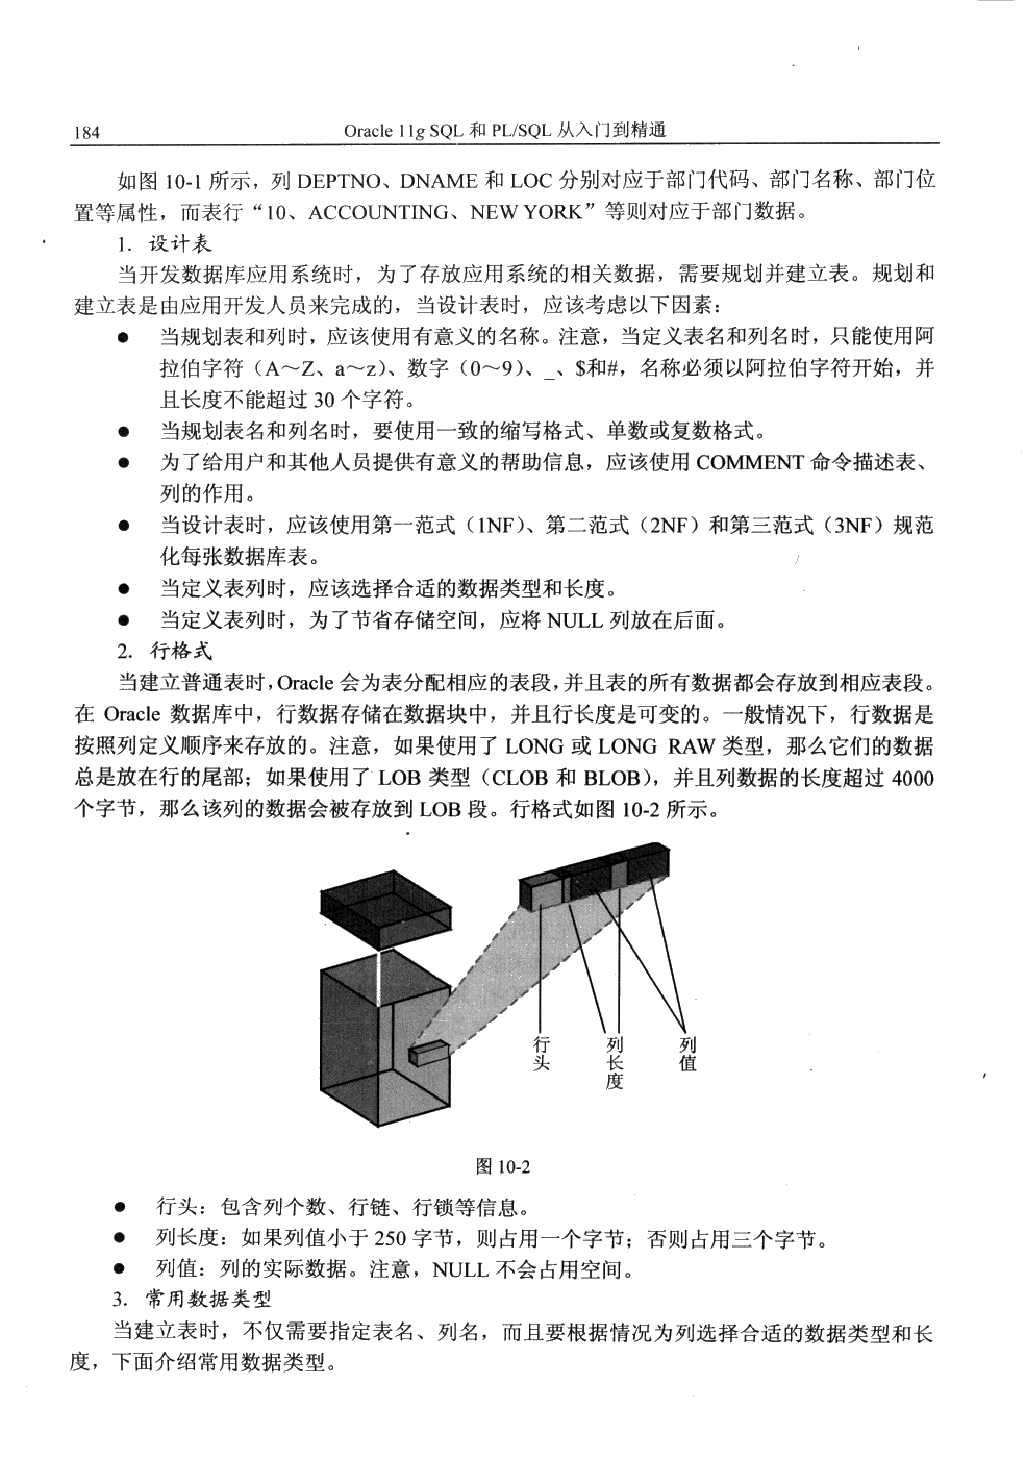 184
Oracle 11g SQL 和 PL/SQL 从入门到精通
如图 10-1 所示，列 DEPTNO、DNAME 和 LOC 分别对应于部门代码、部门名称、部门位
置等属性，而表行“10、ACCOUNTING、NEW YORK”等则对应于部门数据。
1. 设计表
当开发数据库应用系统时，为了存放应用系统的相关数据，需要规划并建立表。规划和
建立表是由应用开发人员来完成的，当设计表时，应该考虑以下因素：
● 当规划表和列时，应该使用有意义的名称。注意，当定义表名和列名时，只能使用阿
拉伯字符（A～Z、a～z）、数字（0～9）、_、$和#，名称必须以阿拉伯字符开始，并
且长度不能超过 30 个字符。
● 当规划表名和列名时，要使用一致的缩写格式、单数或复数格式。
● 为了给用户和其他人员提供有意义的帮助信息，应该使用 COMMENT 命令描述表、
列的作用。
● 当设计表时，应该使用第一范式（1NF）、第二范式（2NF）和第三范式（3NF）规范
化每张数据库表。
● 当定义表列时，应该选择合适的数据类型和长度。
● 当定义表列时，为了节省存储空间，应将 NULL 列放在后面。
2. 行格式
当建立普通表时，Oracle 会为表分配相应的表段，并且表的所有数据都会存放到相应表段。
在 Oracle 数据库中，行数据存储在数据块中，并且行长度是可变的。一般情况下，行数据是
按照列定义顺序来存放的。注意，如果使用了 LONG 或 LONG RAW 类型，那么它们的数据
总是放在行的尾部；如果使用了 LOB 类型（CLOB 和 BLOB），并且列数据的长度超过 4000
个字节，那么该列的数据会被存放到 LOB 段。行格式如图 10-2 所示。
行头
列长度
列值
图 10-2
● 行头：包含列个数、行链、行锁等信息。
● 列长度：如果列值小于 250 字节，则占用一个字节；否则占用三个字节。
● 列值：列的实际数据。注意，NULL 不会占用空间。
3. 常用数据类型
当建立表时，不仅需要指定表名、列名，而且要根据情况为列选择合适的数据类型和长
度，下面介绍常用数据类型。